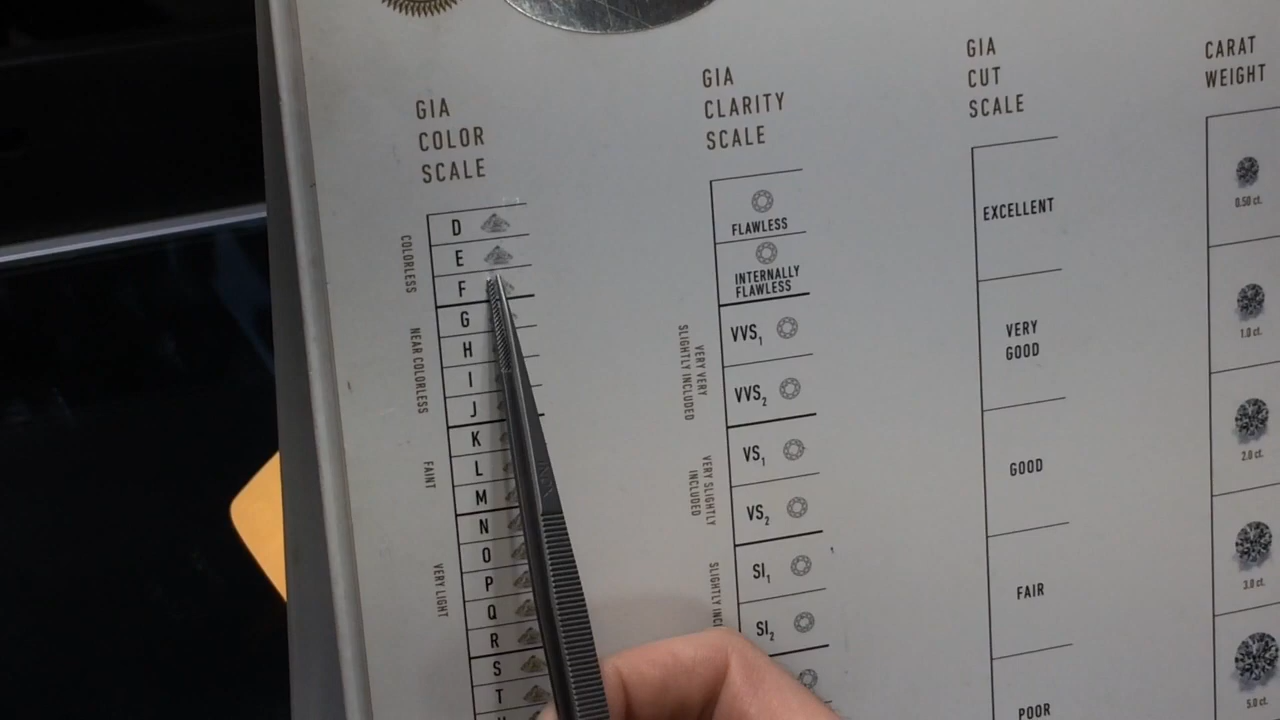 GIA
COLOR
SCALE
COLORLESS
D
E
F
NEAR COLORLESS
G
H
I
J
FAINT
K
L
M
VERY LIGHT
N
O
P
Q
R
S
T
GIA
CLARITY
SCALE
FLAWLESS
INTERNALLY
FLAWLESS
VERY VERY
SLIGHTLY INCLUDED
VVS1
VVS2
VERY SLIGHTLY
INCLUDED
VS1
VS2
SLIGHTLY
SI1
SI2
GIA
CUT
SCALE
EXCELLENT
VERY
GOOD
GOOD
FAIR
POOR
CARAT
WEIGHT
0.50 ct.
1.0 ct.
2.0 ct.
3.0 ct.
5.0 ct.